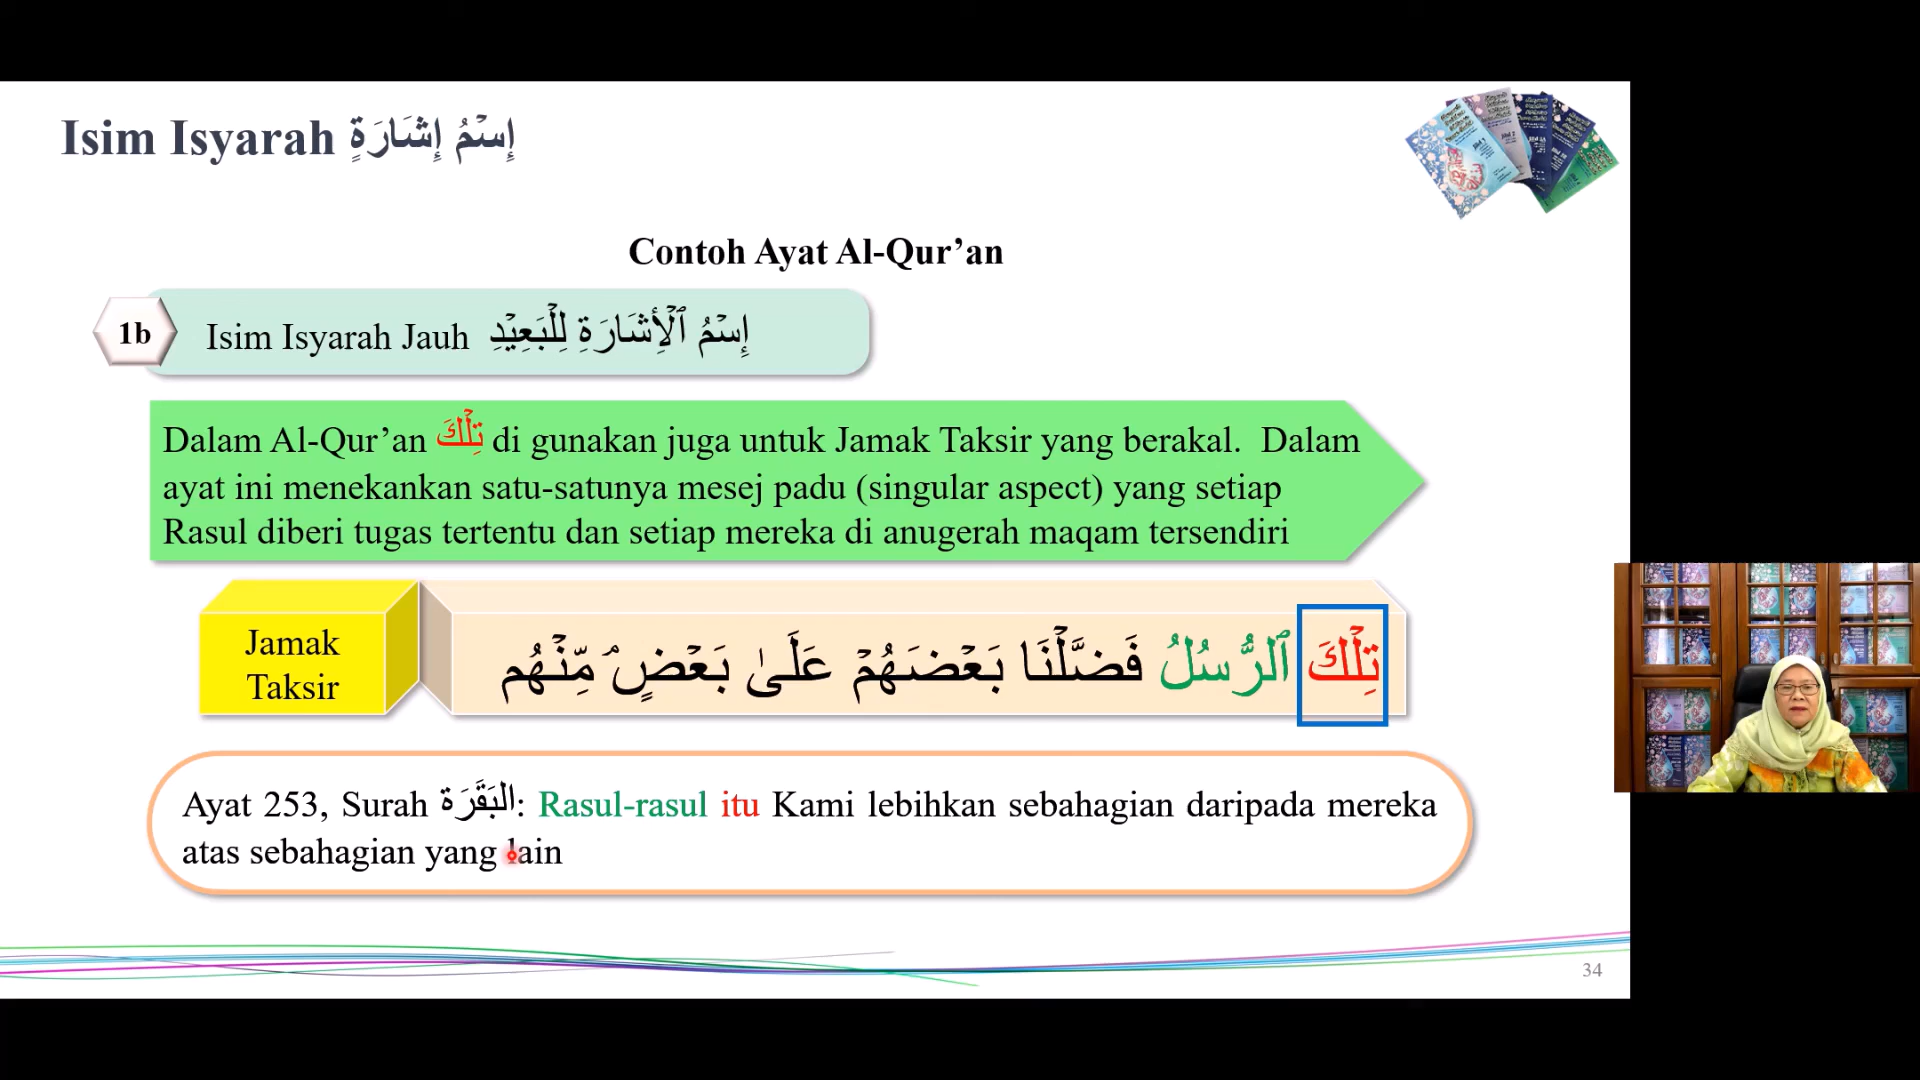 Isim Isyarah إِسْمُ إِشَارَةٍ
Contoh Ayat Al-Qur’an
1b
Isim Isyarah Jauh إِسْمُ ٱلْأِشَارَةِ لِلْبَعِيْدِ
Dalam Al-Qur’an تِلْكَ di gunakan juga untuk Jamak Taksir yang berakal. Dalam
ayat ini menekankan satu-satunya mesej padu (singular aspect) yang setiap
Rasul diberi tugas tertentu dan setiap mereka di anugerah maqam tersendiri
Jamak
Taksir
تِلْكَ ٱلرُّسُلُ فَضَّلْنَا بَعْضَهُمْ عَلَىٰ بَعْضٍۢ مِّنْهُم
Ayat 253, Surah البَقَرَة: Rasul-rasul itu Kami lebihkan sebahagian daripada mereka
atas sebahagian yang lain
34